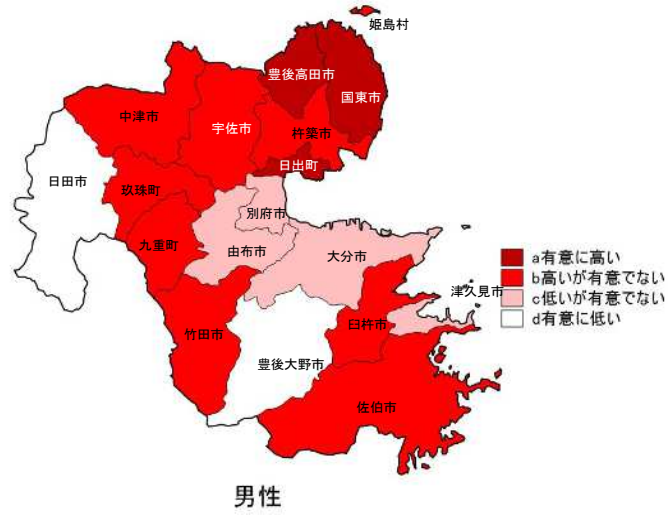 姫島村
豊後高田市
国東市
中津市
宇佐市
杵築市
日出町
日田市
玖珠町
別府市
九重町
由布市
大分市
津久見市
竹田市
臼杵市
豊後大野市
佐伯市
a有意に高い
b高いが有意でない
c低いが有意でない
d有意に低い
男性